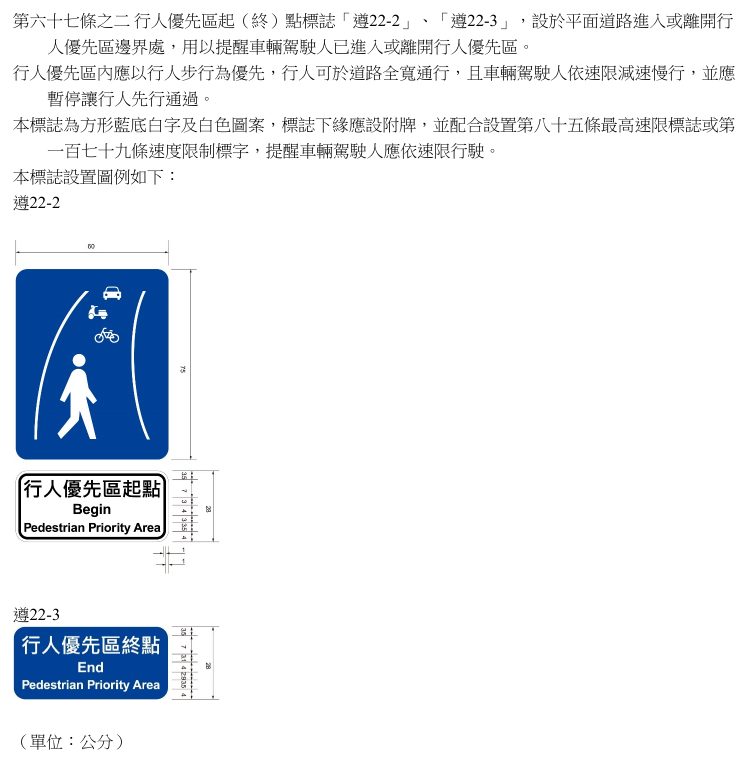 第六十七條之二 行人優先區起（終）點標誌「遵22-2」、「遵22-3」，設於平面道路進入或離開行
人優先區邊界處，用以提醒車輛駕駛人已進入或離開行人優先區。
行人優先區內應以行人步行為優先，行人可於道路全寬通行，且車輛駕駛人依速限減速慢行，並應
暫停讓行人先行通過。
本標誌為方形藍底白字及白色圖案，標誌下緣應設附牌，並配合設置第八十五條最高速限標誌或第
一百七十九條速度限制標字，提醒車輛駕駛人應依速限行駛。
本標誌設置圖例如下：
遵22-2
60
75
行人優先區起點
Begin
Pedestrian Priority Area
28
1
1
遵22-3
行人優先區終點
End
Pedestrian Priority Area
28
（單位：公分）